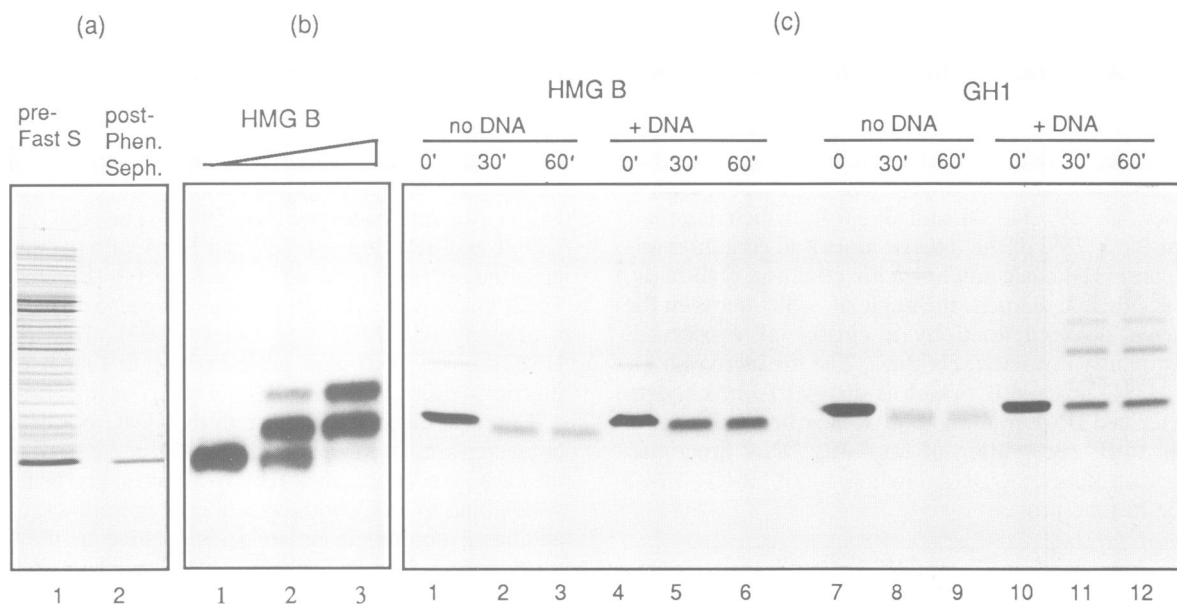 (a) (b) (c)
pre-
Fast S
post-
Phen.
Seph.
HMG B
HMG B
no DNA + DNA
0' 30' 60' 0' 30' 60'
GH1
no DNA + DNA
0 30' 60' 0' 30' 60'
1 2
1 2 3
1 2 3 4 5 6 7 8 9 10 11 12